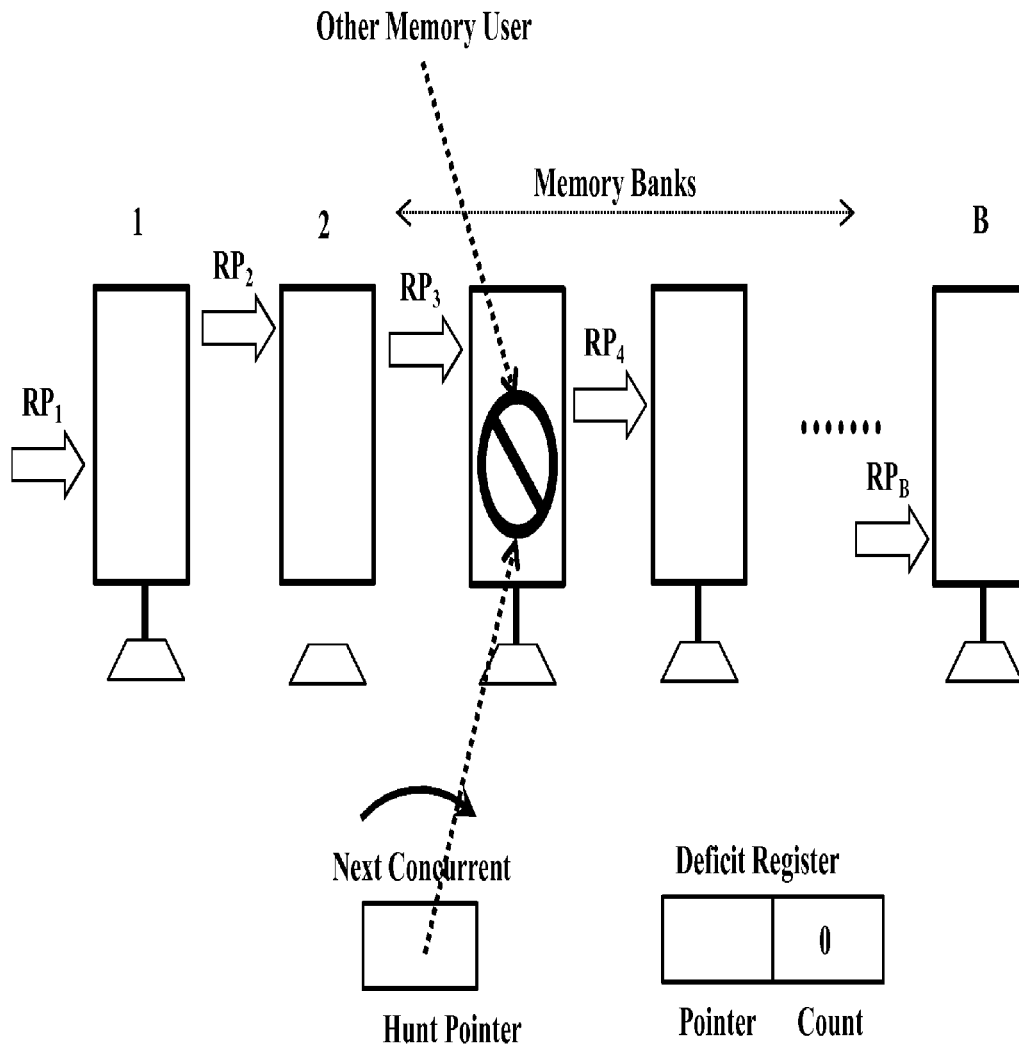 Other Memory User
Memory Banks
1
2
B
RP₂
RP₃
RP₄
RP₁
RP_B
Next Concurrent
Deficit Register
0
Hunt Pointer
Pointer
Count